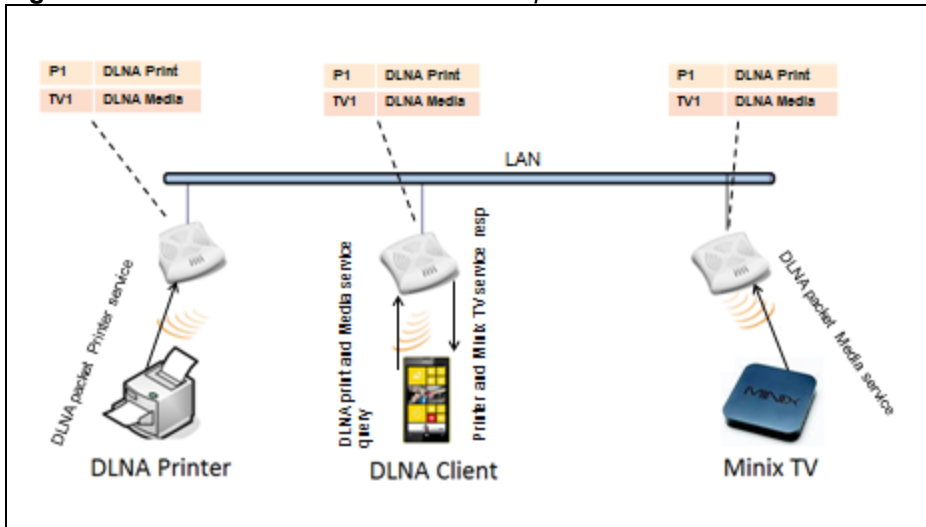 P1 DLNA Print
TV1 DLNA Media
P1 DLNA Print
TV1 DLNA Media
P1 DLNA Print
TV1 DLNA Media
LAN
DLNA packet Printer service
DLNA print and Media service
query
Printer and Minix TV service resp
DLNA packet Media service
MINIX
DLNA Printer
DLNA Client
Minix TV